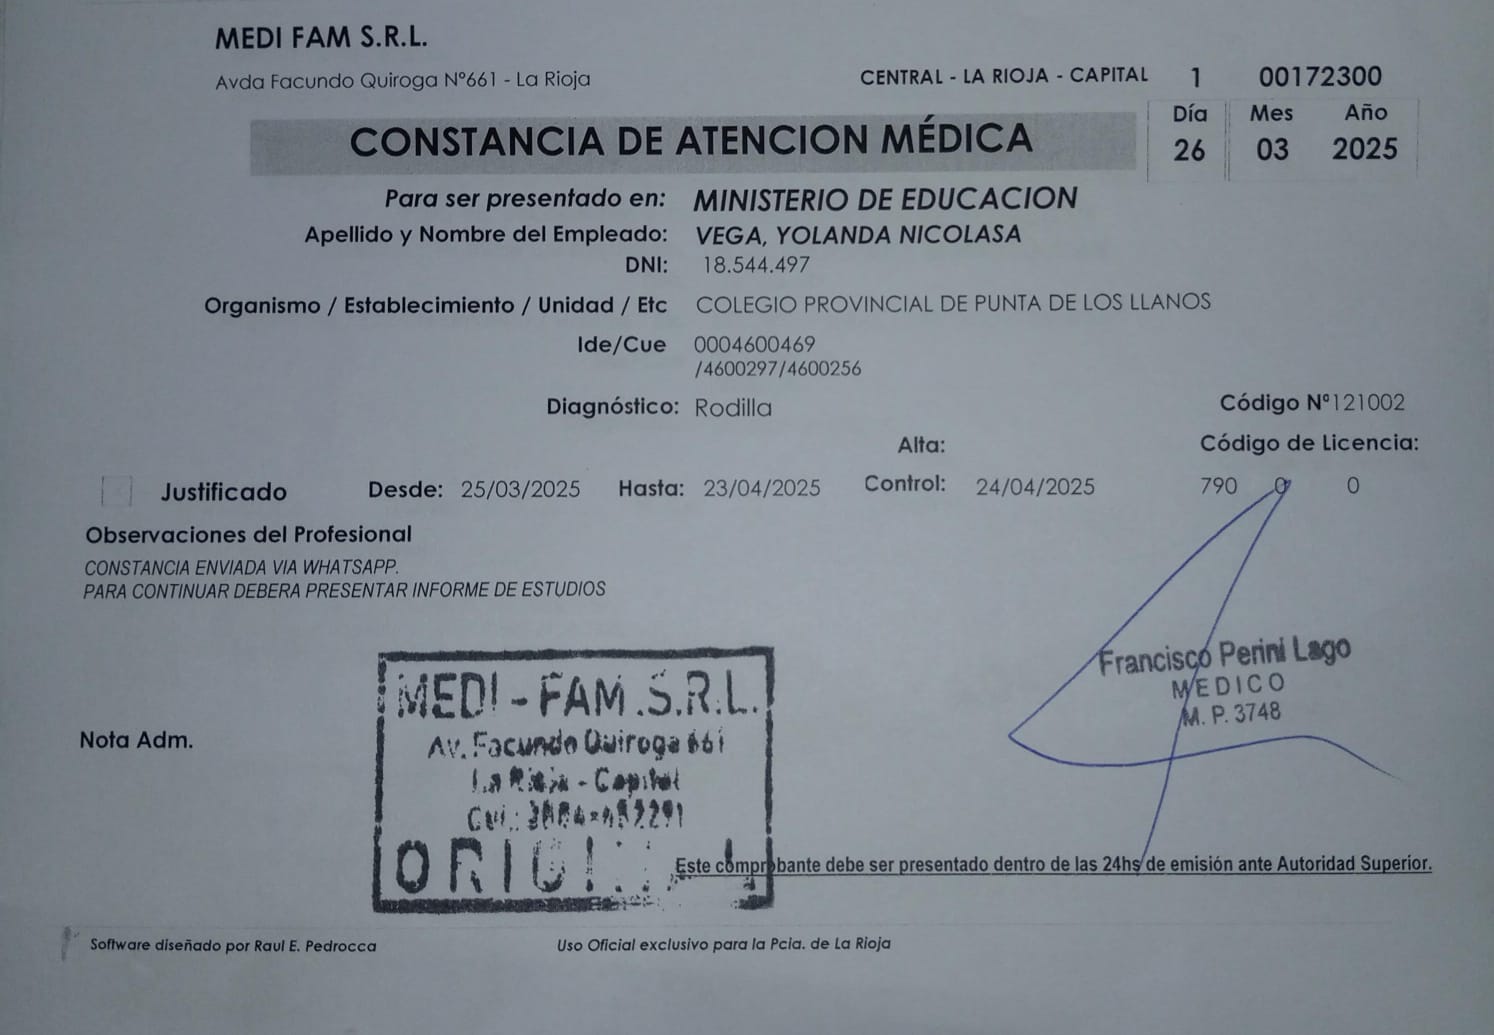 MEDI FAM S.R.L.
Avda Facundo Quiroga Nº661 - La Rioja
CENTRAL - LA RIOJA - CAPITAL 1 00172300
Día Mes Año
CONSTANCIA DE ATENCION MÉDICA
26 03 2025
Para ser presentado en: MINISTERIO DE EDUCACION
Apellido y Nombre del Empleado: VEGA, YOLANDA NICOLASA
DNI: 18.544.497
Organismo / Establecimiento / Unidad / Etc COLEGIO PROVINCIAL DE PUNTA DE LOS LLANOS
Ide/Cue 0004600469
/4600297/4600256
Diagnóstico: Rodilla
Código Nº121002
Alta:
Código de Licencia:
Justificado Desde: 25/03/2025 Hasta: 23/04/2025 Control: 24/04/2025 790 0 0
Observaciones del Profesional
CONSTANCIA ENVIADA VIA WHATSAPP.
PARA CONTINUAR DEBERA PRESENTAR INFORME DE ESTUDIOS
Francisco Perini Lago
MEDICO
M. P. 3748
Nota Adm.
MEDI - FAM .S.R.L.
Av. Facundo Quiroga 661
La Rioja - Capital
Este comprobante debe ser presentado dentro de las 24hs de emisión ante Autoridad Superior.
Software diseñado por Raul E. Pedrocca
Uso Oficial exclusivo para la Pcia. de La Rioja